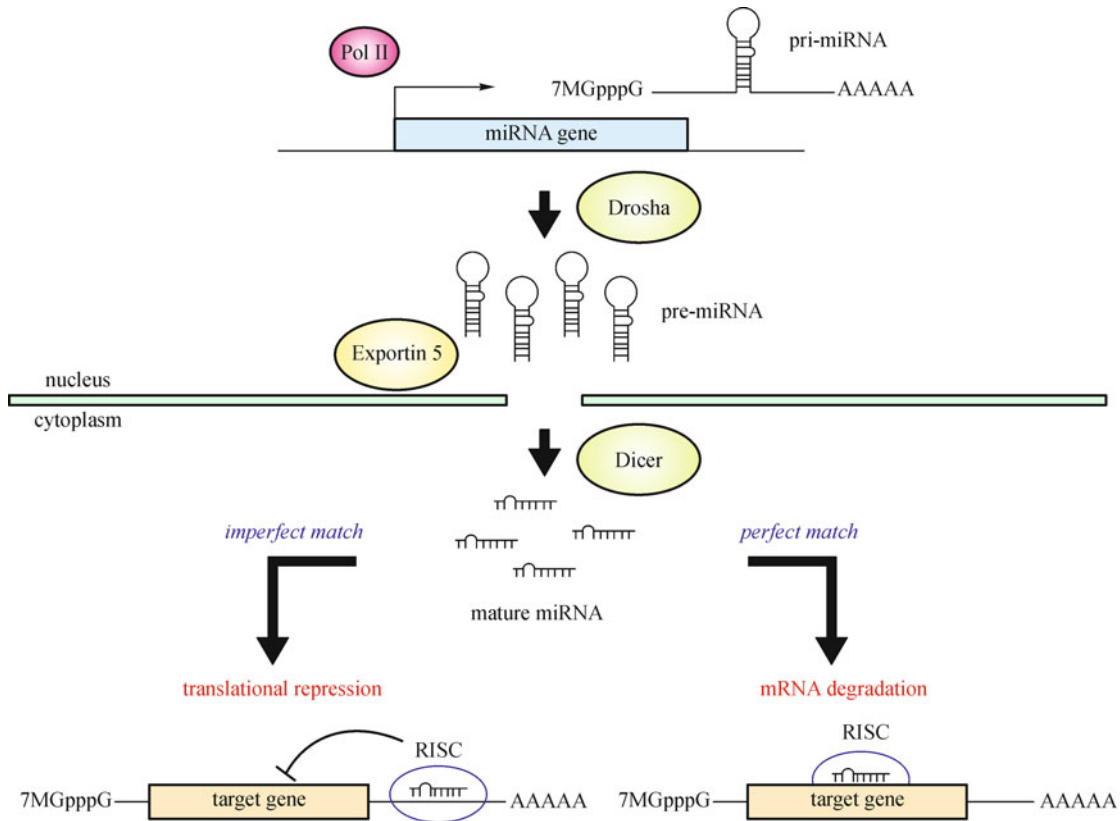 Pol II
pri-miRNA
7MGpppG
AAAAA
miRNA gene
Drosha
pre-miRNA
Exportin 5
nucleus
cytoplasm
Dicer
imperfect match
perfect match
mature miRNA
translational repression
mRNA degradation
RISC
RISC
7MGpppG
target gene
AAAAA
7MGpppG
target gene
AAAAA